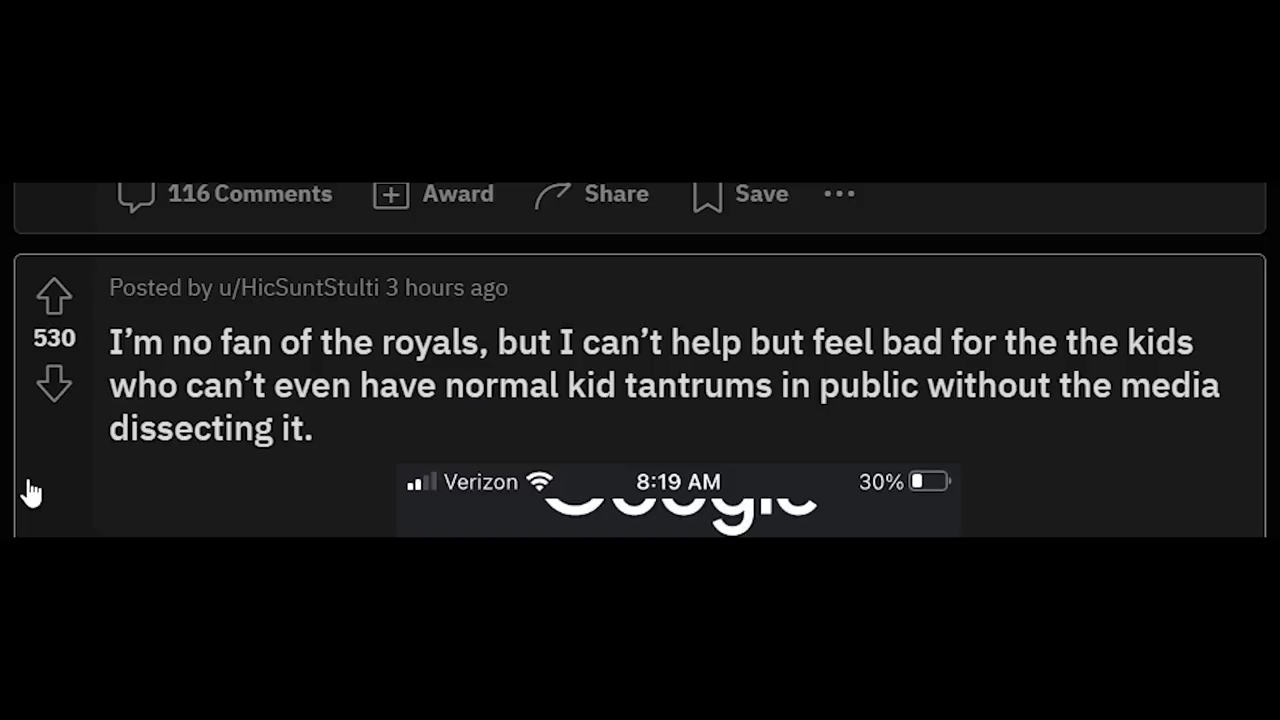 116 Comments Award Share Save
Posted by u/HicSuntStulti 3 hours ago
530
I’m no fan of the royals, but I can’t help but feel bad for the the kids
who can’t even have normal kid tantrums in public without the media
dissecting it.
Verizon 8:19 AM 30%
Google